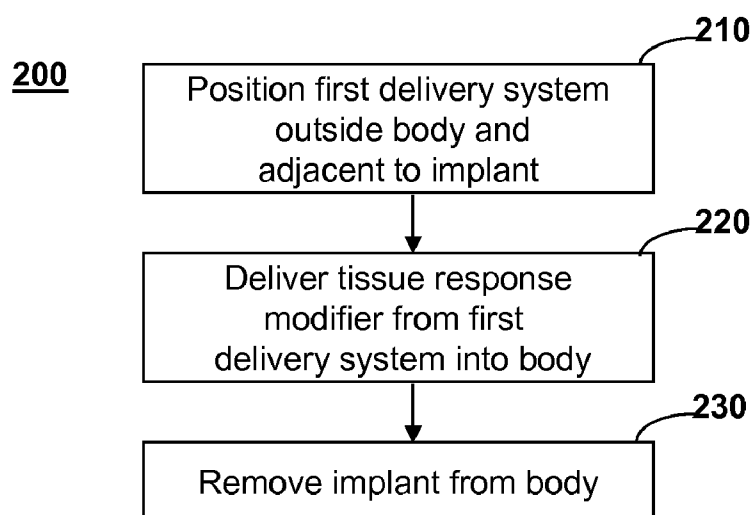 210
200
Position first delivery system
outside body and
adjacent to implant
220
Deliver tissue response
modifier from first
delivery system into body
230
Remove implant from body